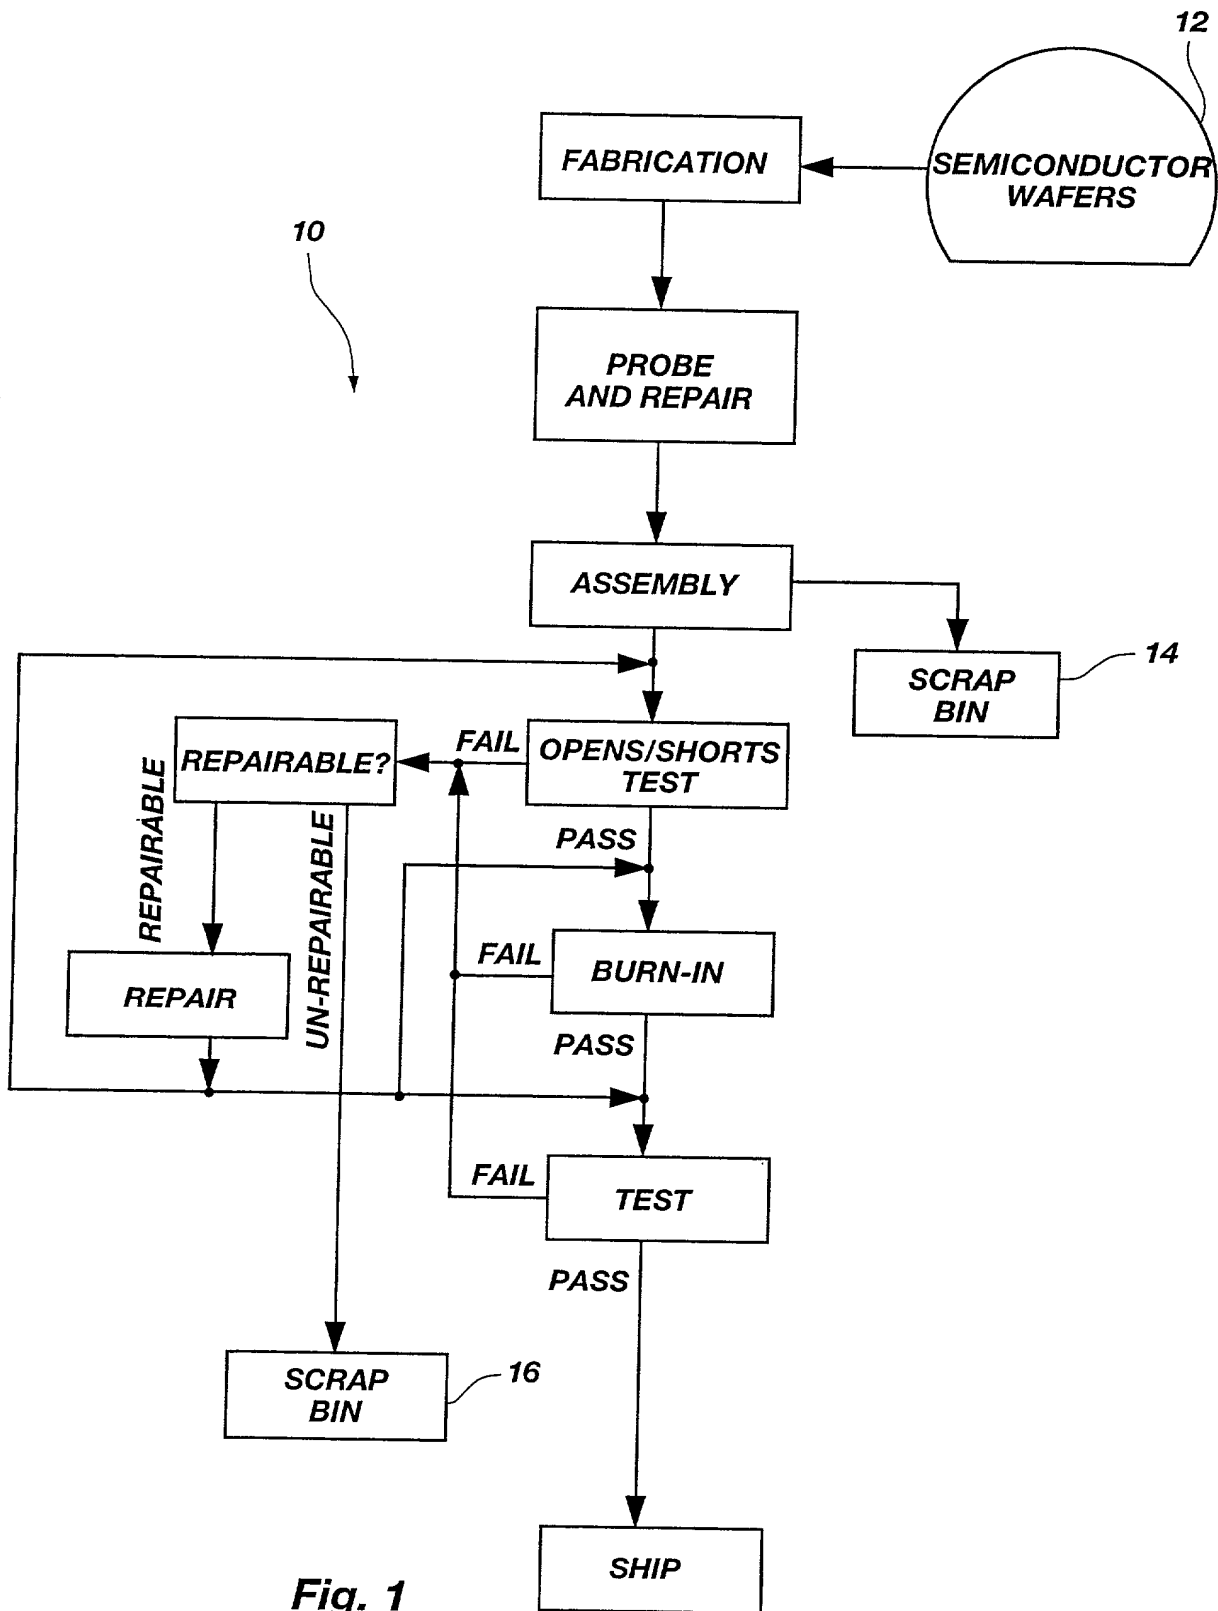 12
FABRICATION
SEMICONDUCTOR
WAFERS
10
PROBE
AND REPAIR
ASSEMBLY
SCRAP
BIN
14
REPAIRABLE?
FAIL
OPENS/SHORTS
TEST
REPAIRABLE
UN-REPAIRABLE
PASS
FAIL
BURN-IN
REPAIR
PASS
FAIL
TEST
PASS
SCRAP
BIN
16
SHIP
Fig. 1